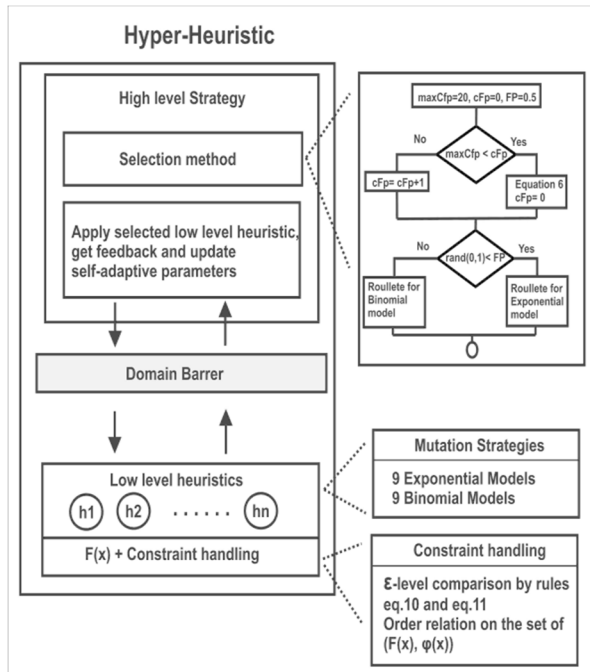 Hyper-Heuristic
High level Strategy
Selection method
Apply selected low level heuristic,
get feedback and update
self-adaptive parameters
Domain Barrer
Low level heuristics
h1
h2
. . . . . .
hn
F(x) + Constraint handling
maxCfp=20, cFp=0, FP=0.5
No
Yes
maxCfp < cFp
cFp= cFp+1
Equation 6
cFp= 0
No
Yes
rand(0,1)< FP
Roullete for
Binomial
model
Roullete for
Exponential
model
Mutation Strategies
9 Exponential Models
9 Binomial Models
Constraint handling
Ɛ-level comparison by rules
eq.10 and eq.11
Order relation on the set of
(F(x), φ(x))